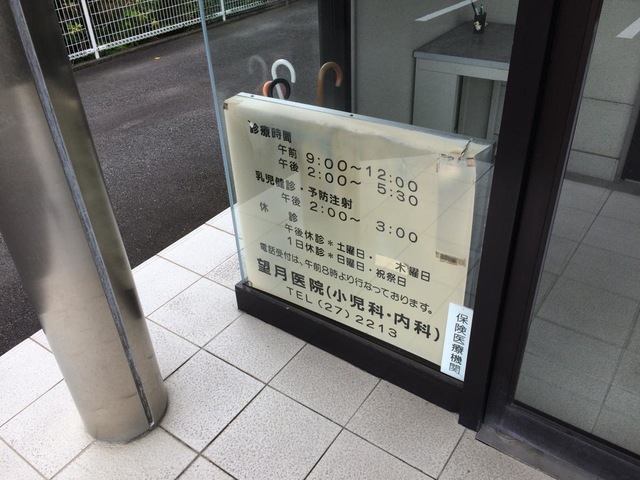 診療時間
午前 9:00～12:00
午後 2:00～ 5:30
乳児健診・予防注射
午後 2:00～ 3:00
休 診
午後休診＊土曜日・ 木曜日
1日休診＊日曜日・祝祭日
電話受付は、午前8時より行なっております。
望月医院(小児科・内科)
TEL (27) 2213
保険医療機関